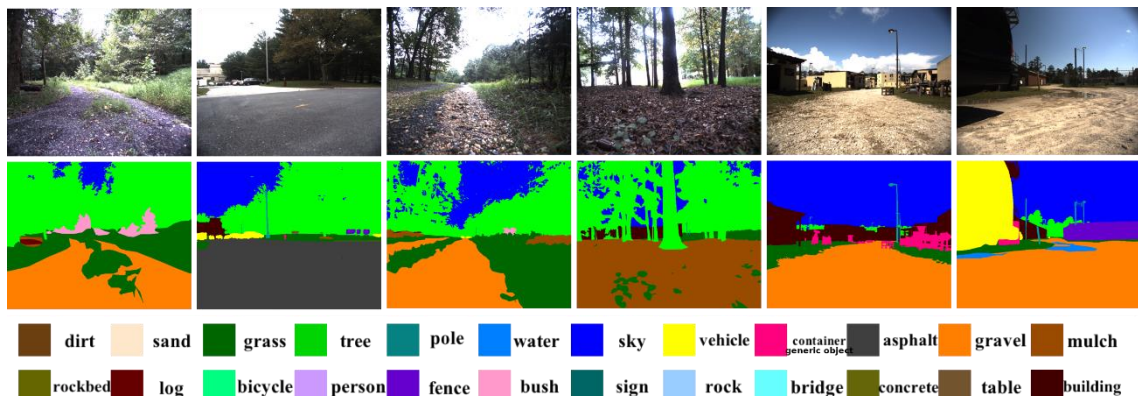 dirt sand grass tree pole water sky vehicle container generic object asphalt gravel mulch
rockbed log bicycle person fence bush sign rock bridge concrete table building